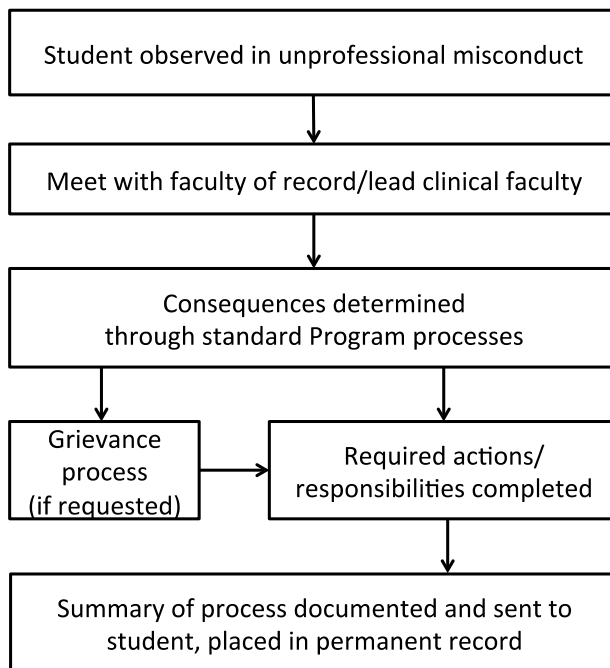 Student observed in unprofessional misconduct
Meet with faculty of record/lead clinical faculty
Consequences determined
through standard Program processes
Grievance
process
(if requested)
Required actions/
responsibilities completed
Summary of process documented and sent to
student, placed in permanent record